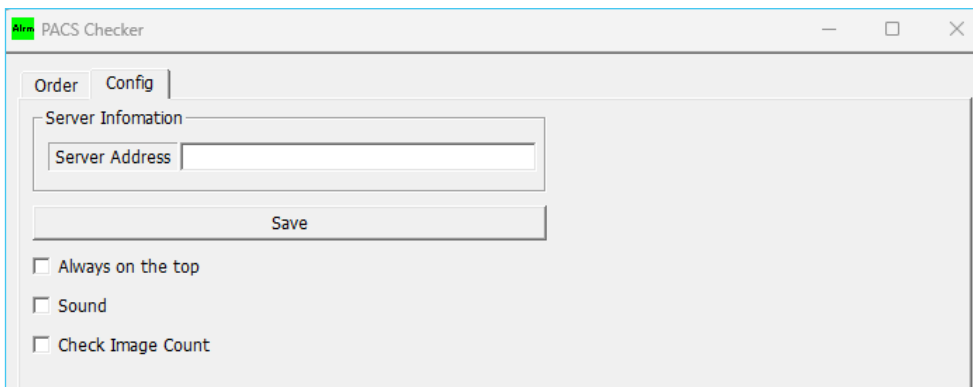 Alrm PACS Checker
Order Config
Server Infomation
Server Address
Save
Always on the top
Sound
Check Image Count